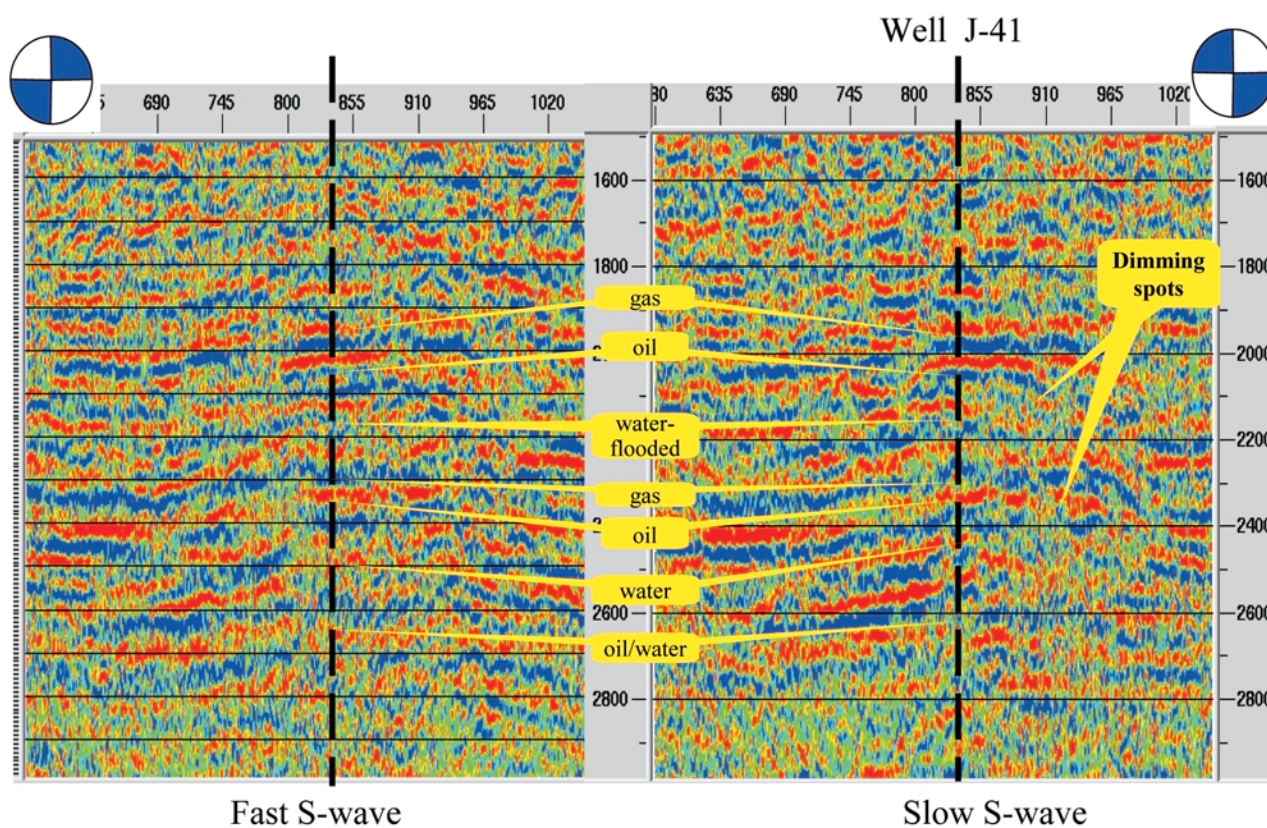 Well J-41
690 745 800 855 910 965 1020
635 690 745 800 855 910 965
1600
1600
1800
1800
Dimming
spots
gas
oil
2000
water-
flooded
2200
2200
gas
oil
2400
water
2600
2600
oil/water
2800
2800
Fast S-wave
Slow S-wave